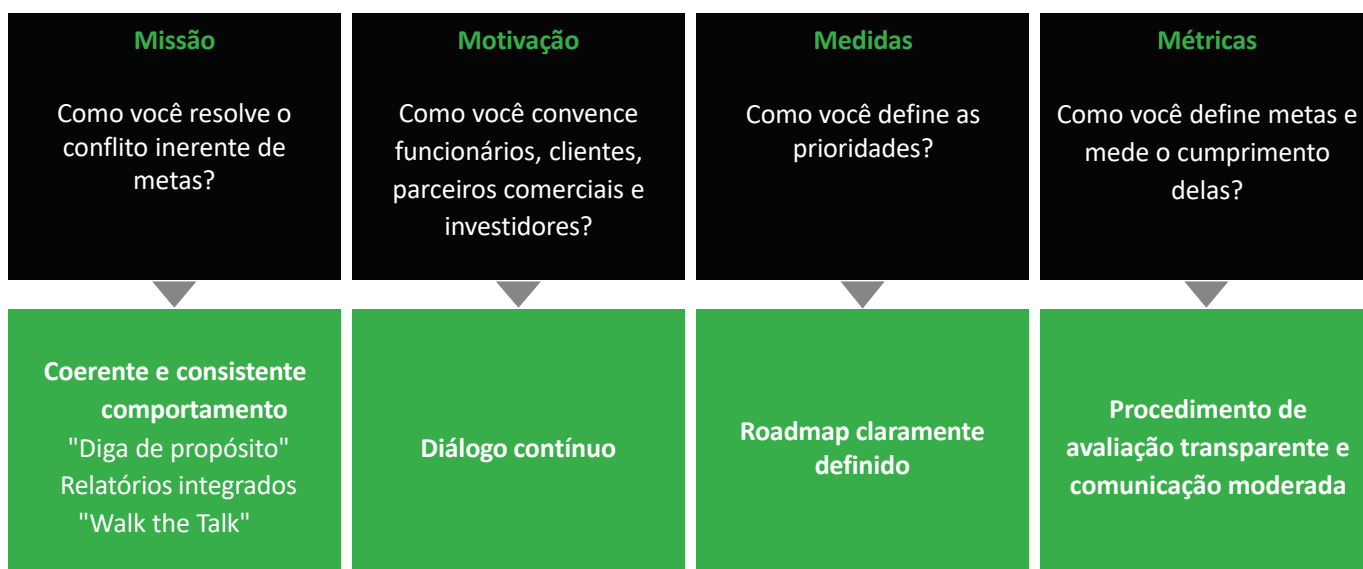 Missão
Como você resolve o
conflito inerente de
metas?
Motivação
Como você convence
funcionários, clientes,
parceiros comerciais e
investidores?
Medidas
Como você define as
prioridades?
Métricas
Como você define metas e
mede o cumprimento
delas?
Coerente e consistente
comportamento
"Diga de propósito"
Relatórios integrados
"Walk the Talk"
Diálogo contínuo
Roadmap claramente
definido
Procedimento de
avaliação transparente e
comunicação moderada